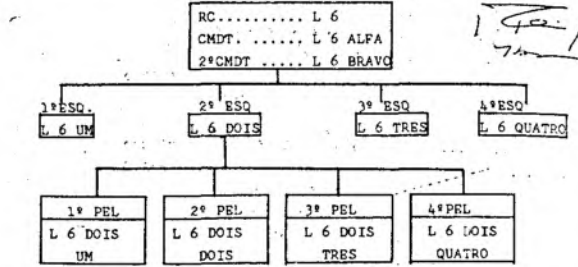 RC.......... L 6
CMDT. ...... L 6 ALFA
2ºCMDT ..... L 6 BRAVO
1ºESQ. 2º ESQ 3º ESQ 4ºESQ
L 6 UM L 6 DOIS L 6 TRES L 6 QUATRO
1º PEL 2º PEL 3º PEL 4ºPEL
L 6 DOIS L 6 DOIS L 6 DOIS L 6 DOIS
UM DOIS TRES QUATRO